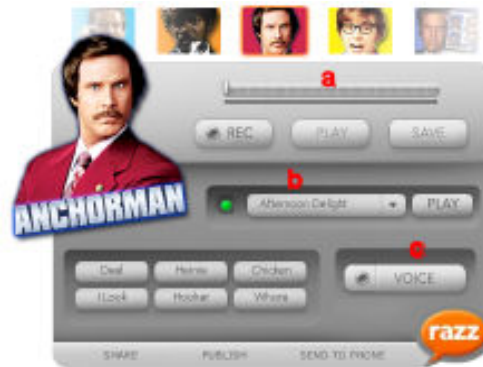 a
REC PLAY SAVE
b
Afternoon Delight PLAY
ANCHORMAN
c
Deal Hernia Chicken
I Look Hooker Whore
VOICE
razz
SHARE PUBLISH SEND TO PHONE